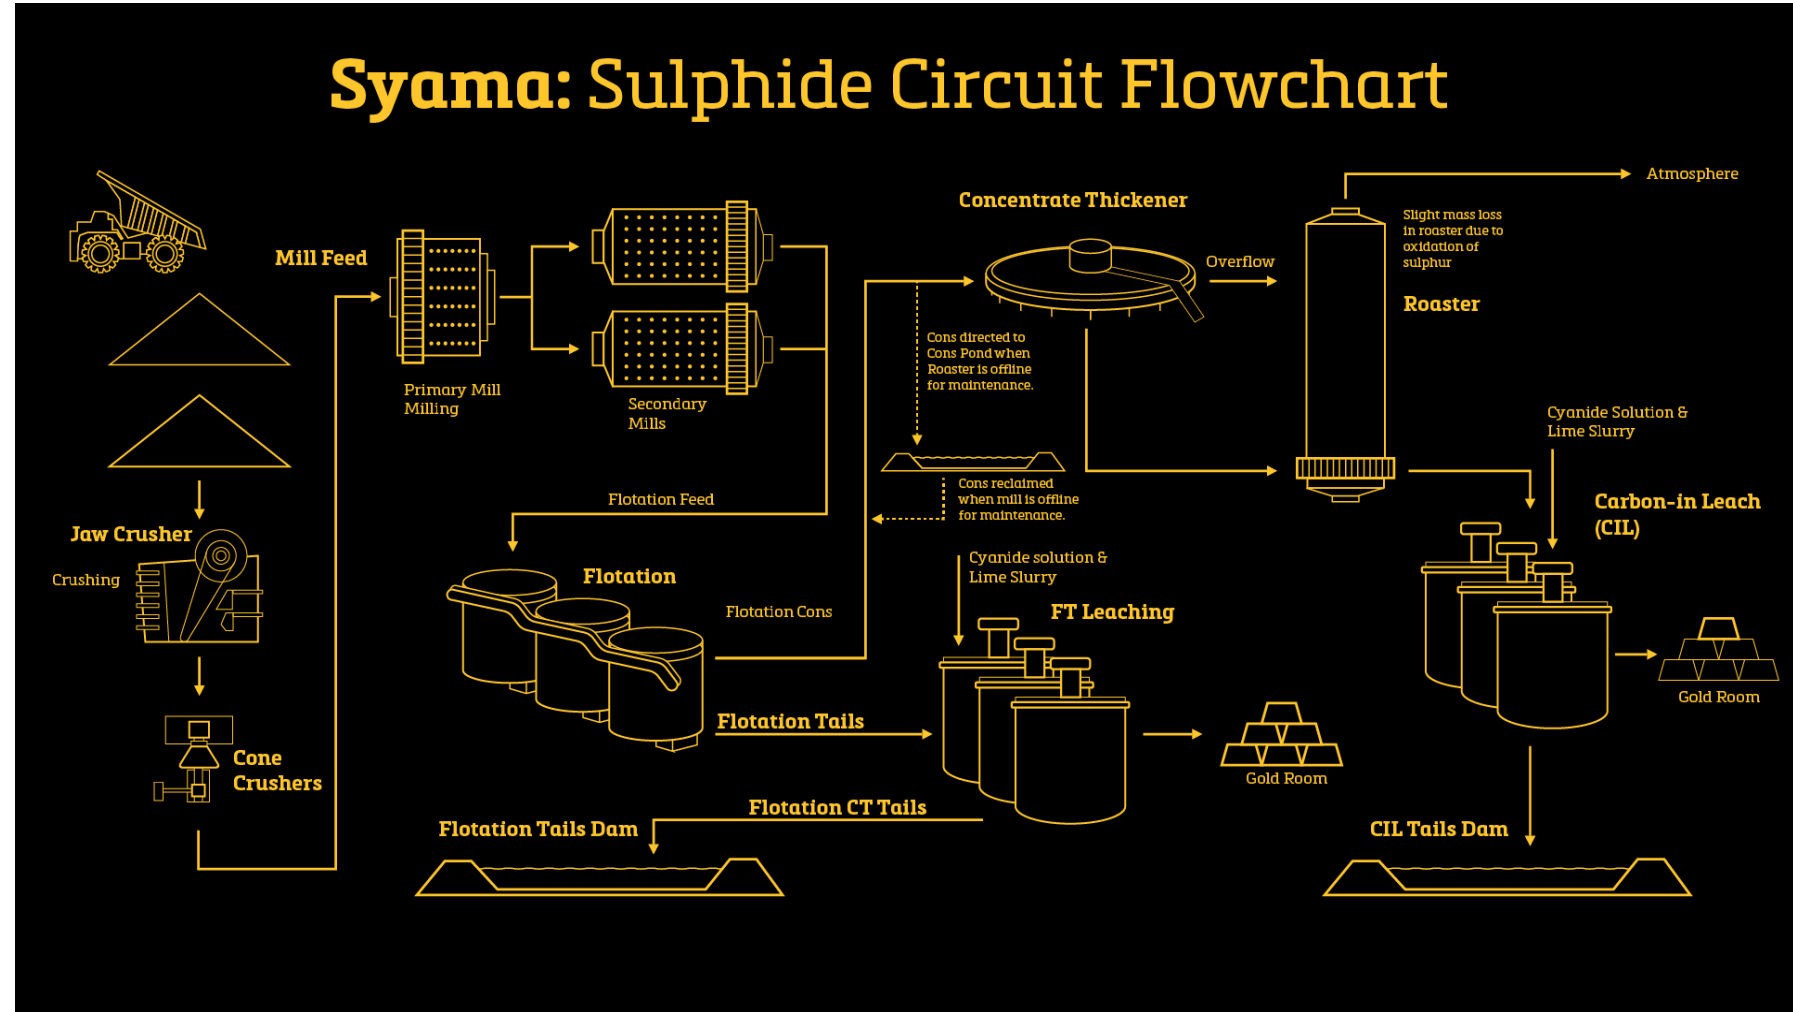 Syama: Sulphide Circuit Flowchart
Mill Feed
Primary Mill
Milling
Secondary
Mills
Jaw Crusher
Crushing
Cone
Crushers
Flotation Feed
Flotation
Flotation Cons
Flotation Tails
Flotation CT Tails
Flotation Tails Dam
Concentrate Thickener
Overflow
Cons directed to
Cons Pond when
Roaster is offline
for maintenance.
Cons reclaimed
when mill is offline
for maintenance.
Cyanide solution &
Lime Slurry
FT Leaching
Gold Room
Atmosphere
Slight mass loss
in roaster due to
oxidation of
sulphur
Roaster
Cyanide Solution &
Lime Slurry
Carbon-in Leach
(CIL)
Gold Room
CIL Tails Dam